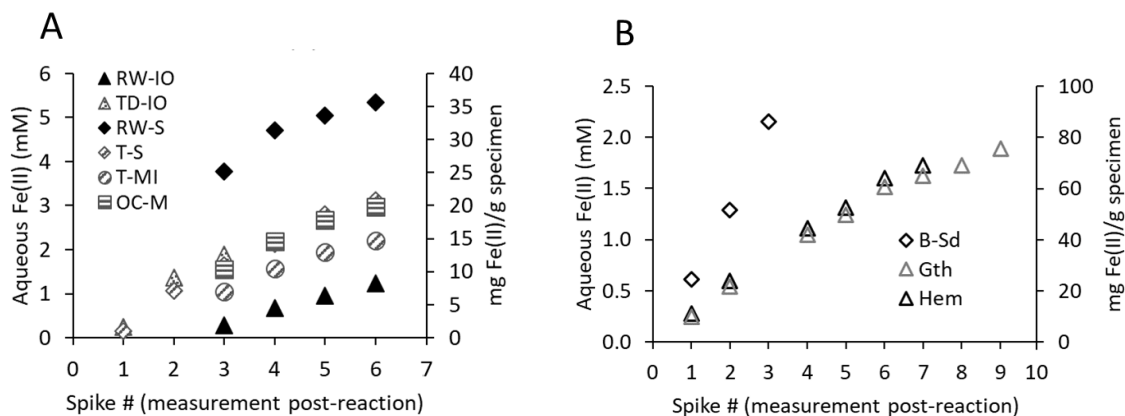 A
Aqueous Fe(II) (mM)
6
5
4
3
2
1
0
RW-IO
TD-IO
RW-S
T-S
T-MI
OC-M
40
35
30
25
20
15
10
5
0
mg Fe(II)/g specimen
0 1 2 3 4 5 6 7
Spike # (measurement post-reaction)
B
Aqueous Fe(II) (mM)
2.5
2.0
1.5
1.0
0.5
0.0
B-Sd
Gth
Hem
100
80
60
40
20
0
mg Fe(II)/g specimen
0 1 2 3 4 5 6 7 8 9 10
Spike # (measurement post-reaction)